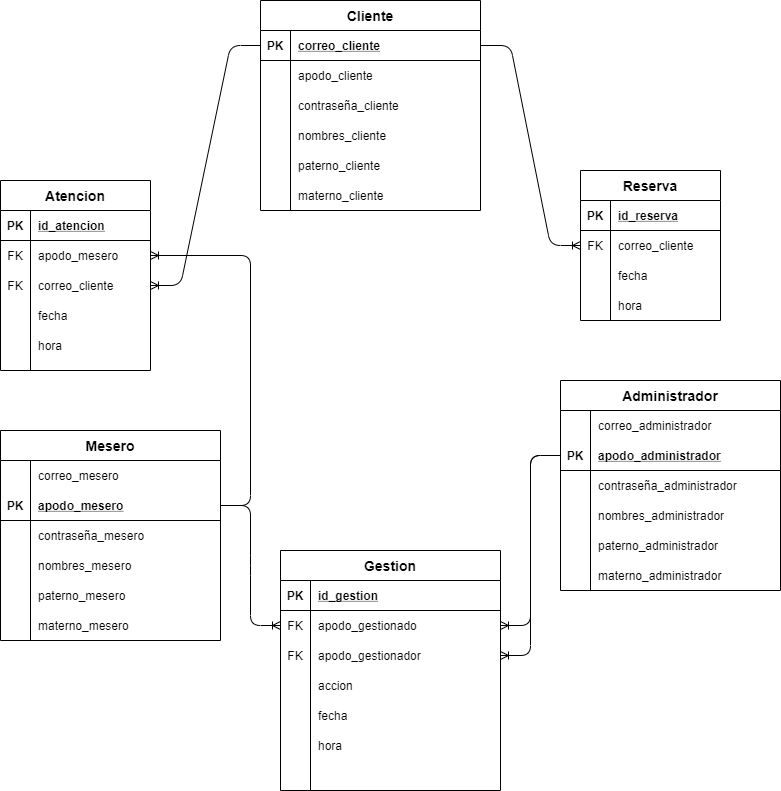 Cliente
PK correo_cliente
apodo_cliente
contraseña_cliente
nombres_cliente
paterno_cliente
materno_cliente
Atencion
PK id_atencion
FK apodo_mesero
FK correo_cliente
fecha
hora
Reserva
PK id_reserva
FK correo_cliente
fecha
hora
Mesero
correo_mesero
PK apodo_mesero
contraseña_mesero
nombres_mesero
paterno_mesero
materno_mesero
Administrador
correo_administrador
PK apodo_administrador
contraseña_administrador
nombres_administrador
paterno_administrador
materno_administrador
Gestion
PK id_gestion
FK apodo_gestionado
FK apodo_gestionador
accion
fecha
hora